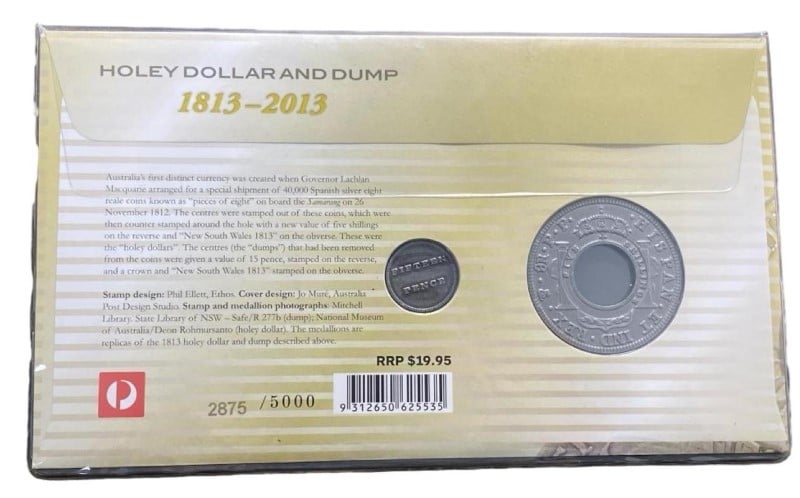 HOLEY DOLLAR AND DUMP
1813–2013
Australia's first distinct currency was created when Governor Lachlan
Macquarie arranged for a special shipment of 40,000 Spanish silver eight
reale coins known as "pieces of eight" on board the Samarang on 26
November 1812. The centres were stamped out of these coins, which were
then counter stamped around the hole with a new value of five shillings
on the reverse and "New South Wales 1813" on the obverse. These were
the "holey dollars". The centres (the "dumps") that had been removed
from the coins were given a value of 15 pence, stamped on the reverse,
and a crown and "New South Wales 1813" stamped on the obverse.
Stamp design: Phil Ellett, Ethos. Cover design: Jo Muré, Australia
Post Design Studio. Stamp and medallion photographs: Mitchell
Library, State Library of NSW – Safe/R 277b (dump); National Museum
of Australia/Deon Rohmursanto (holey dollar). The medallions are
replicas of the 1813 holey dollar and dump described above.
FIFTEEN
PENCE
HISPAN ET IND REX
FIVE SHILLINGS
RRP $19.95
2875 /5000
9 312650 625535